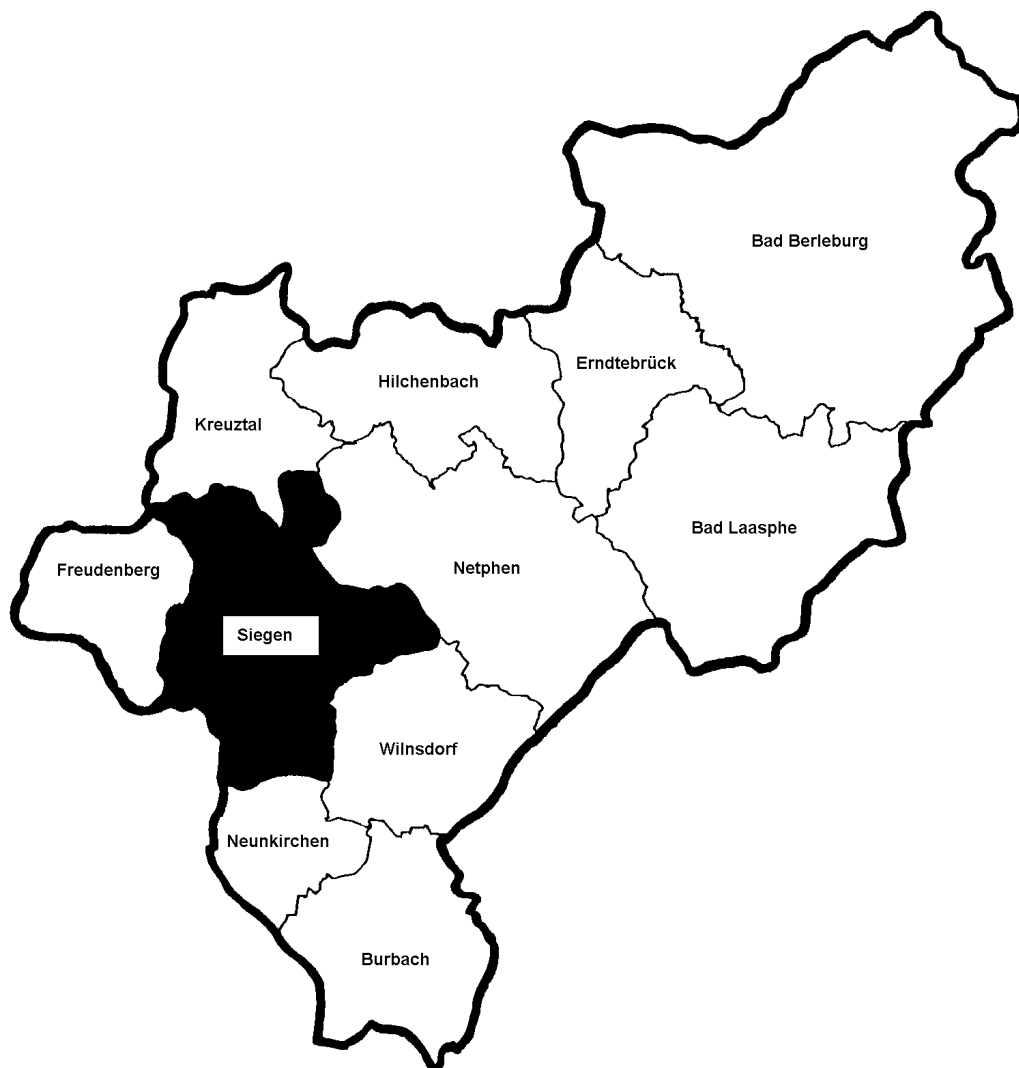 Bad Berleburg
Erndtebrück
Hilchenbach
Kreuztal
Bad Laasphe
Netphen
Freudenberg
Siegen
Wilnsdorf
Neunkirchen
Burbach